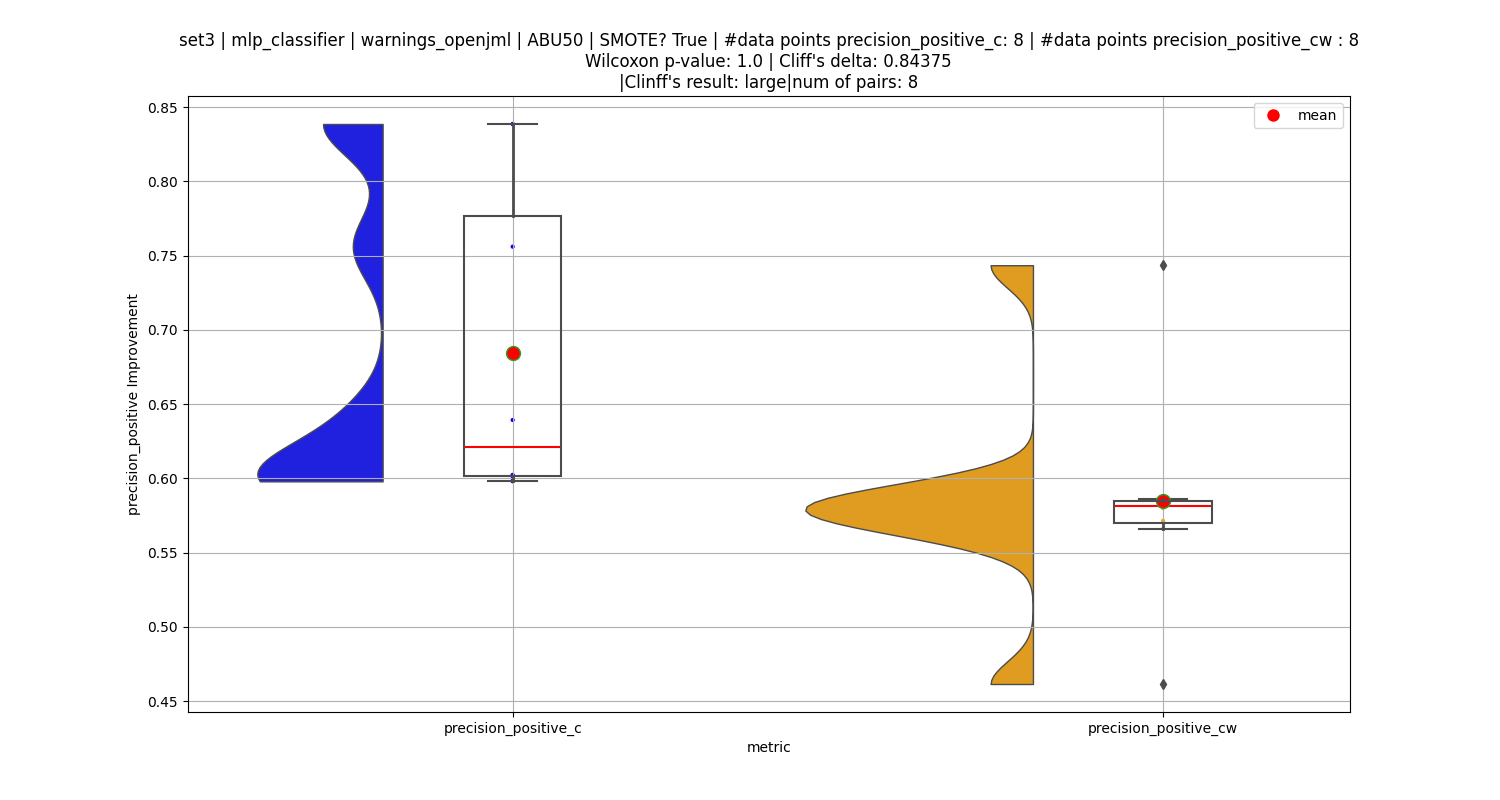 set3 | mlp_classifier | warnings_openjml | ABU50 | SMOTE? True | #data points precision_positive_c: 8 | #data points precision_positive_cw : 8
Wilcoxon p-value: 1.0 | Cliff's delta: 0.84375
|Clinff's result: large|num of pairs: 8
mean
0.85
0.80
0.75
0.70
0.65
0.60
0.55
0.50
0.45
precision_positive Improvement
precision_positive_c
precision_positive_cw
metric